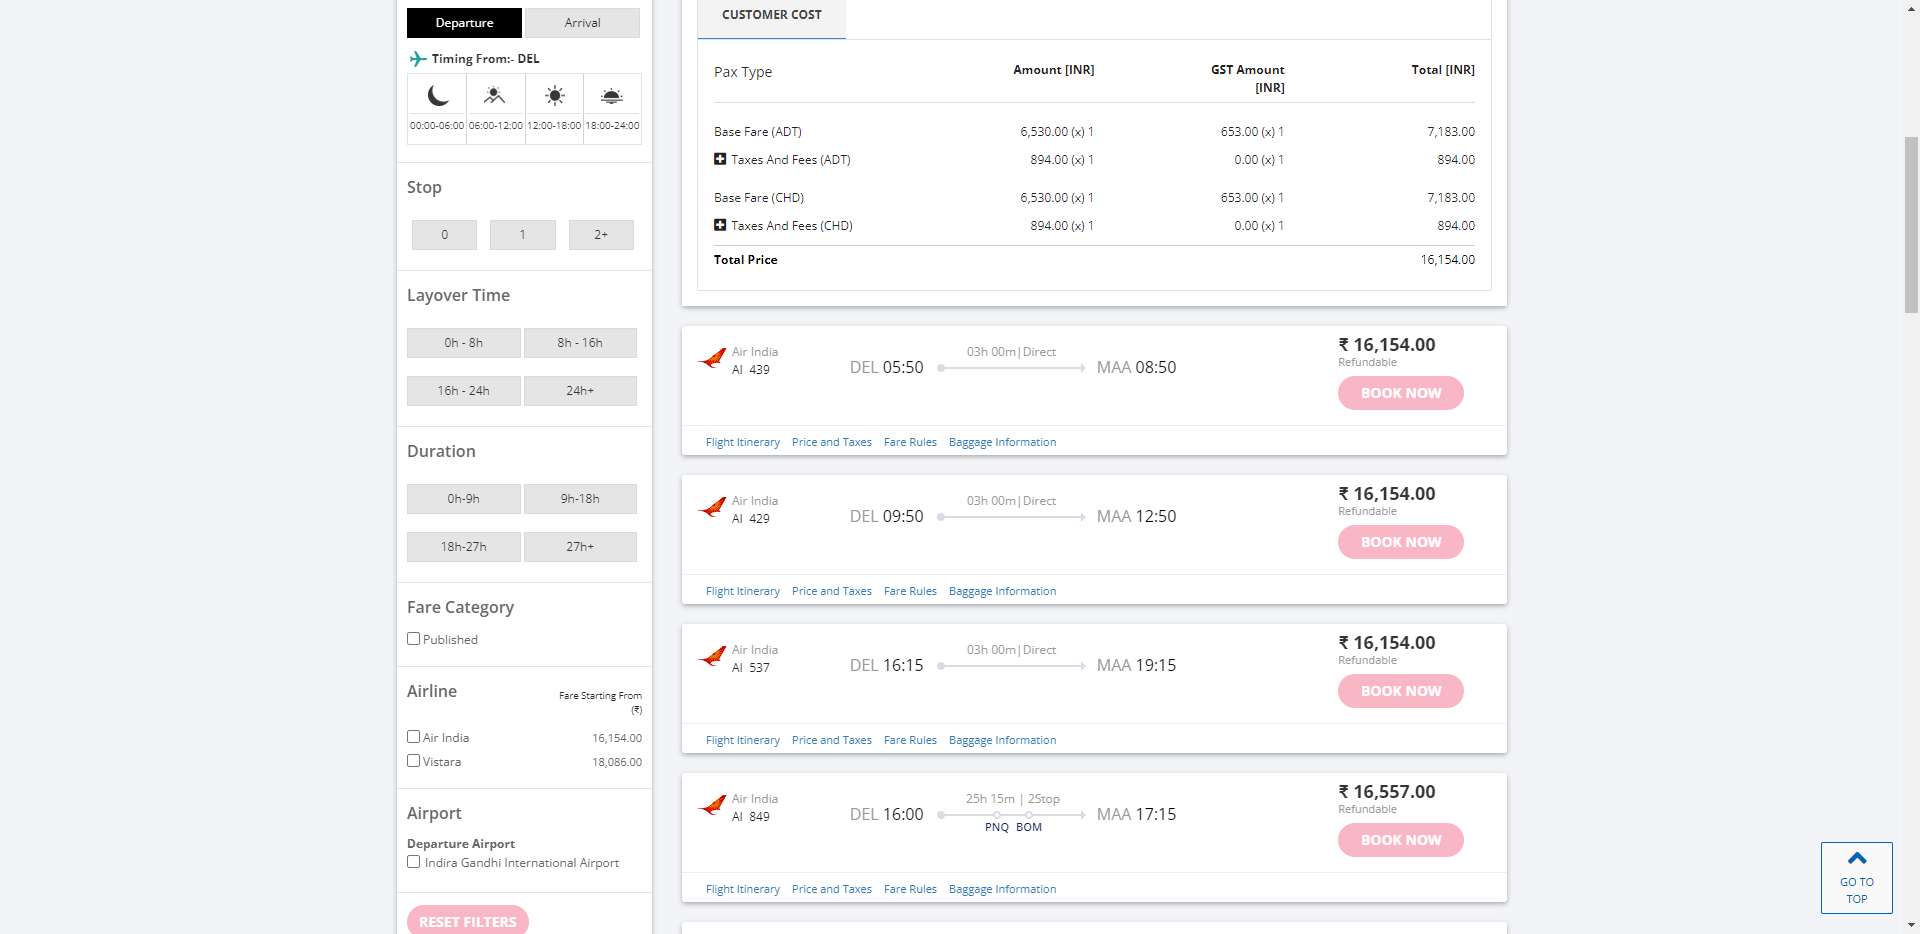 Departure
Arrival
Timing From:- DEL
00:00-06:00 06:00-12:00 12:00-18:00 18:00-24:00
Stop
0
1
2+
Layover Time
0h - 8h
8h - 16h
16h - 24h
24h+
Duration
0h-9h
9h-18h
18h-27h
27h+
Fare Category
Published
Airline
Fare Starting From
(₹)
Air India 16,154.00
Vistara 18,086.00
Airport
Departure Airport
Indira Gandhi International Airport
RESET FILTERS
CUSTOMER COST
Pax Type Amount [INR] GST Amount
[INR] Total [INR]
Base Fare (ADT) 6,530.00 (x) 1 653.00 (x) 1 7,183.00
Taxes And Fees (ADT) 894.00 (x) 1 0.00 (x) 1 894.00
Base Fare (CHD) 6,530.00 (x) 1 653.00 (x) 1 7,183.00
Taxes And Fees (CHD) 894.00 (x) 1 0.00 (x) 1 894.00
Total Price 16,154.00
Air India
AI 439
DEL 05:50
03h 00m|Direct
MAA 08:50
₹ 16,154.00
Refundable
BOOK NOW
Flight Itinerary Price and Taxes Fare Rules Baggage Information
Air India
AI 429
DEL 09:50
03h 00m|Direct
MAA 12:50
₹ 16,154.00
Refundable
BOOK NOW
Flight Itinerary Price and Taxes Fare Rules Baggage Information
Air India
AI 537
DEL 16:15
03h 00m|Direct
MAA 19:15
₹ 16,154.00
Refundable
BOOK NOW
Flight Itinerary Price and Taxes Fare Rules Baggage Information
Air India
AI 849
DEL 16:00
25h 15m | 2Stop
PNQ BOM
MAA 17:15
₹ 16,557.00
Refundable
BOOK NOW
Flight Itinerary Price and Taxes Fare Rules Baggage Information
GO TO
TOP